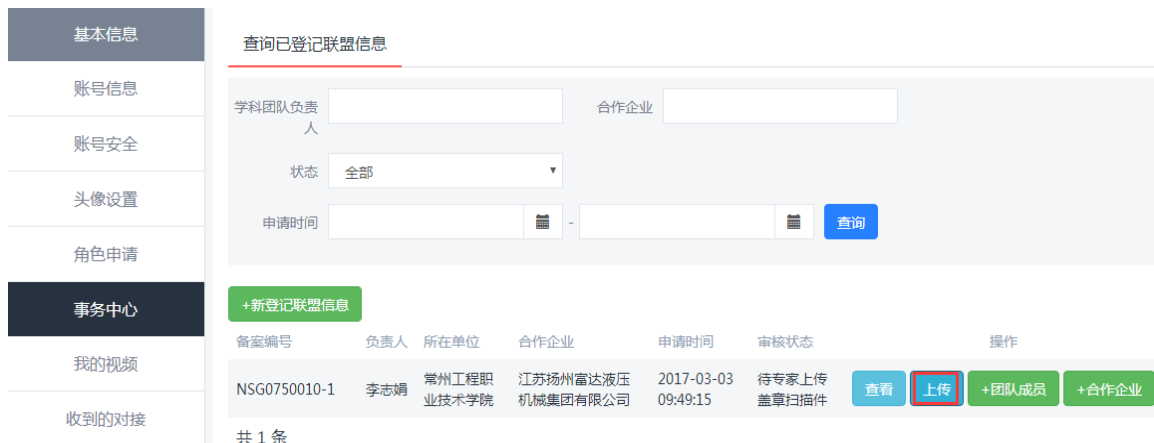 基本信息
账号信息
账号安全
头像设置
角色申请
事务中心
我的视频
收到的对接
查询已登记联盟信息
学科团队负责
人
合作企业
状态 全部
申请时间 - 查询
+新登记联盟信息
备案编号 负责人 所在单位 合作企业 申请时间 审核状态 操作
NSG0750010-1 李志娟 常州工程职 江苏扬州富达液压 2017-03-03 待专家上传 查看 上传 +团队成员 +合作企业
业技术学院 机械集团有限公司 09:49:15 盖章扫描件
共 1 条